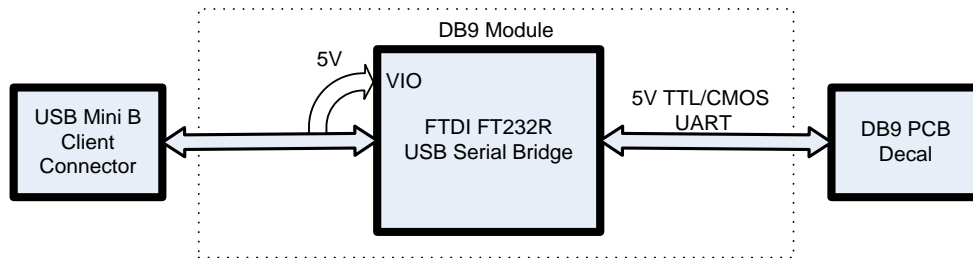 DB9 Module
5V
VIO
USB Mini B
Client
Connector
FTDI FT232R
USB Serial Bridge
5V TTL/CMOS
UART
DB9 PCB
Decal